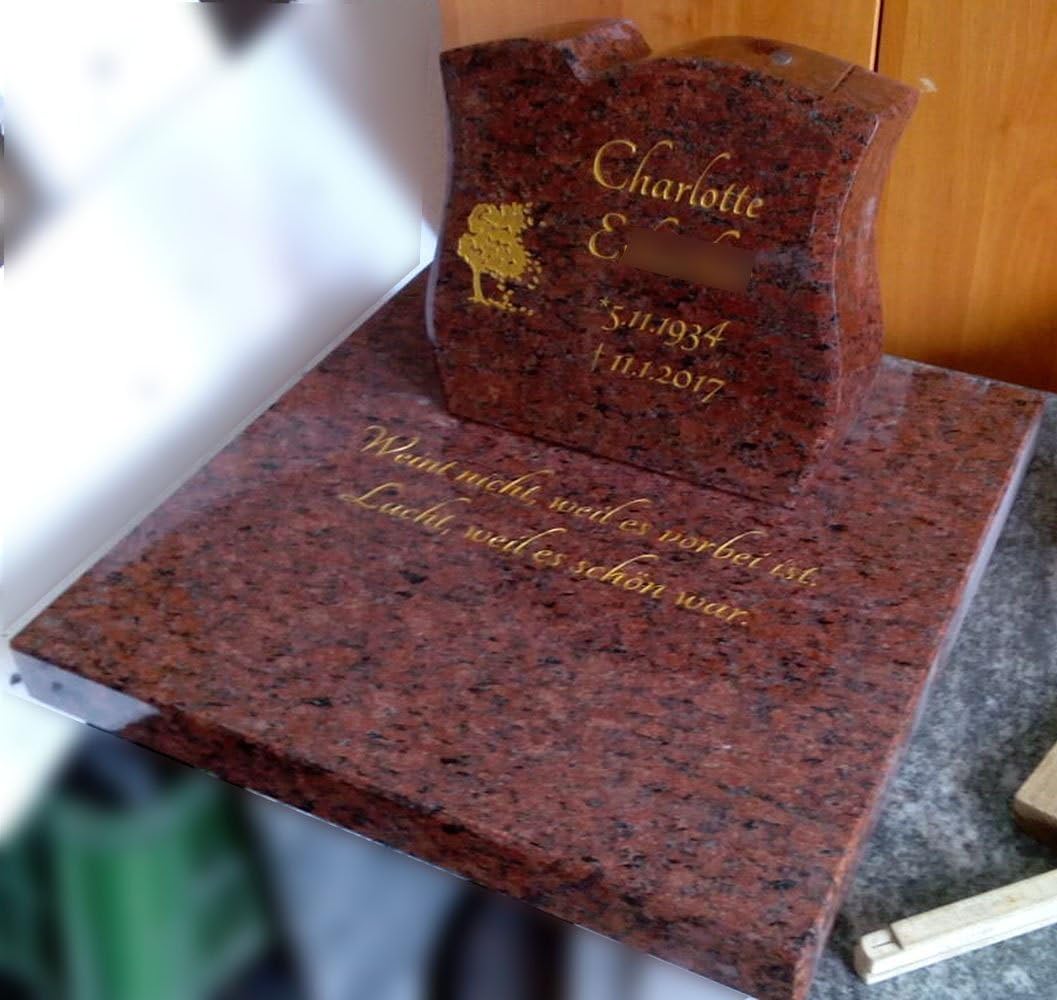 Charlotte
*5.11.1934
†11.1.2017
Weint nicht, weil es vorbei ist.
Lacht, weil es schön war.